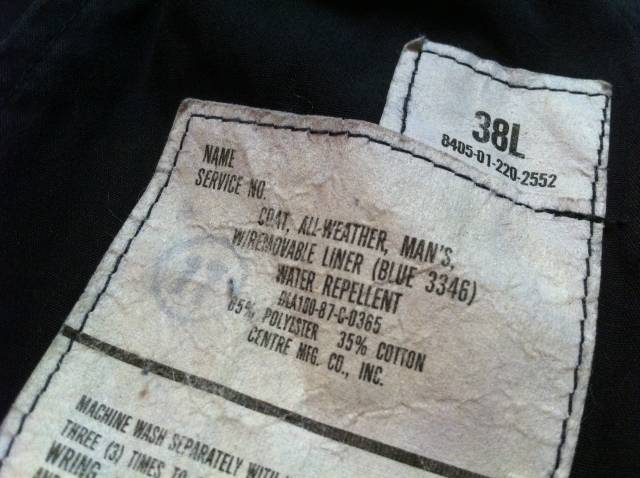 38L
8405-01-220-2552
NAME
SERVICE NO.
COAT, ALL-WEATHER, MAN'S,
W/REMOVABLE LINER (BLUE 3346)
WATER REPELLENT
DLA100-87-C-0365
65% POLYESTER 35% COTTON
CENTRE MFG. CO., INC.
MACHINE WASH SEPARATELY WITH
THREE (3) TIMES TO
WRING